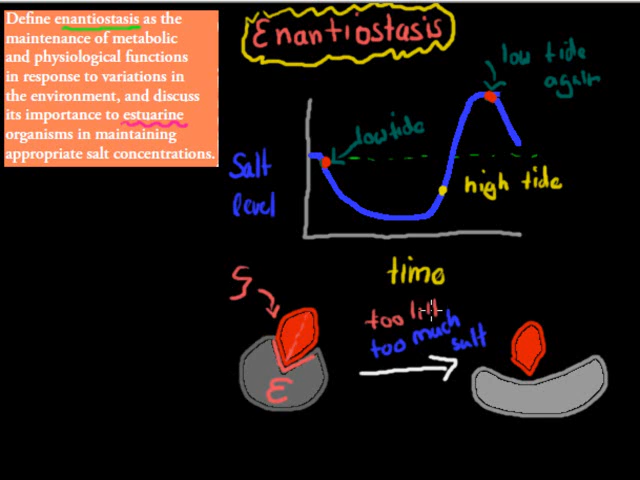 Define enantiostasis as the
maintenance of metabolic
and physiological functions
in response to variations in
the environment, and discuss
its importance to estuarine
organisms in maintaining
appropriate salt concentrations.
Enantiostasis
low tide
again
low tide
Salt
level
high tide
time
S
too
too much
salt
E